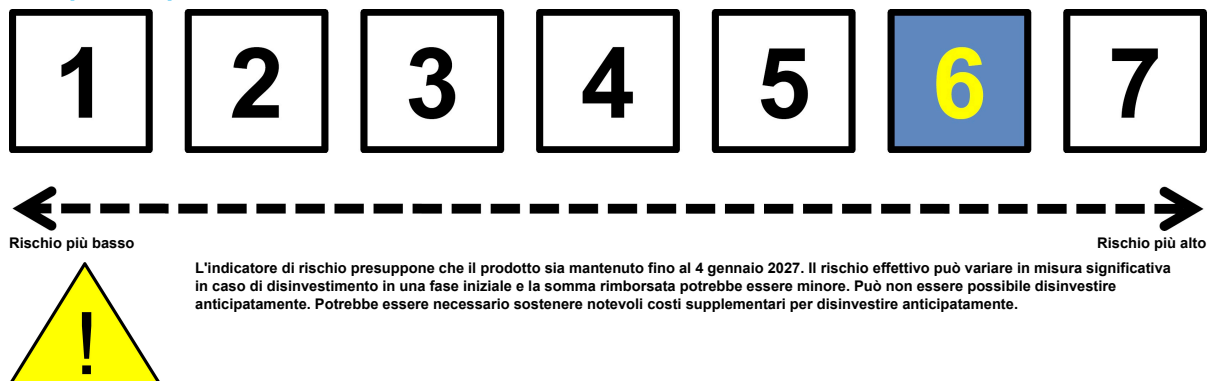 1 2 3 4 5 6 7
Rischio più basso Rischio più alto
L'indicatore di rischio presuppone che il prodotto sia mantenuto fino al 4 gennaio 2027. Il rischio effettivo può variare in misura significativa
in caso di disinvestimento in una fase iniziale e la somma rimborsata potrebbe essere minore. Può non essere possibile disinvestire
anticipatamente. Potrebbe essere necessario sostenere notevoli costi supplementari per disinvestire anticipatamente.
!